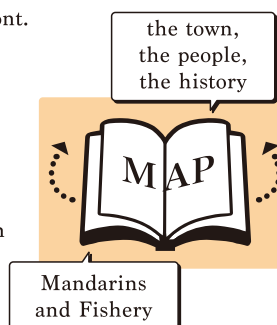 ont.
the town,
the people,
the history
MAP
n
Mandarins
and Fishery